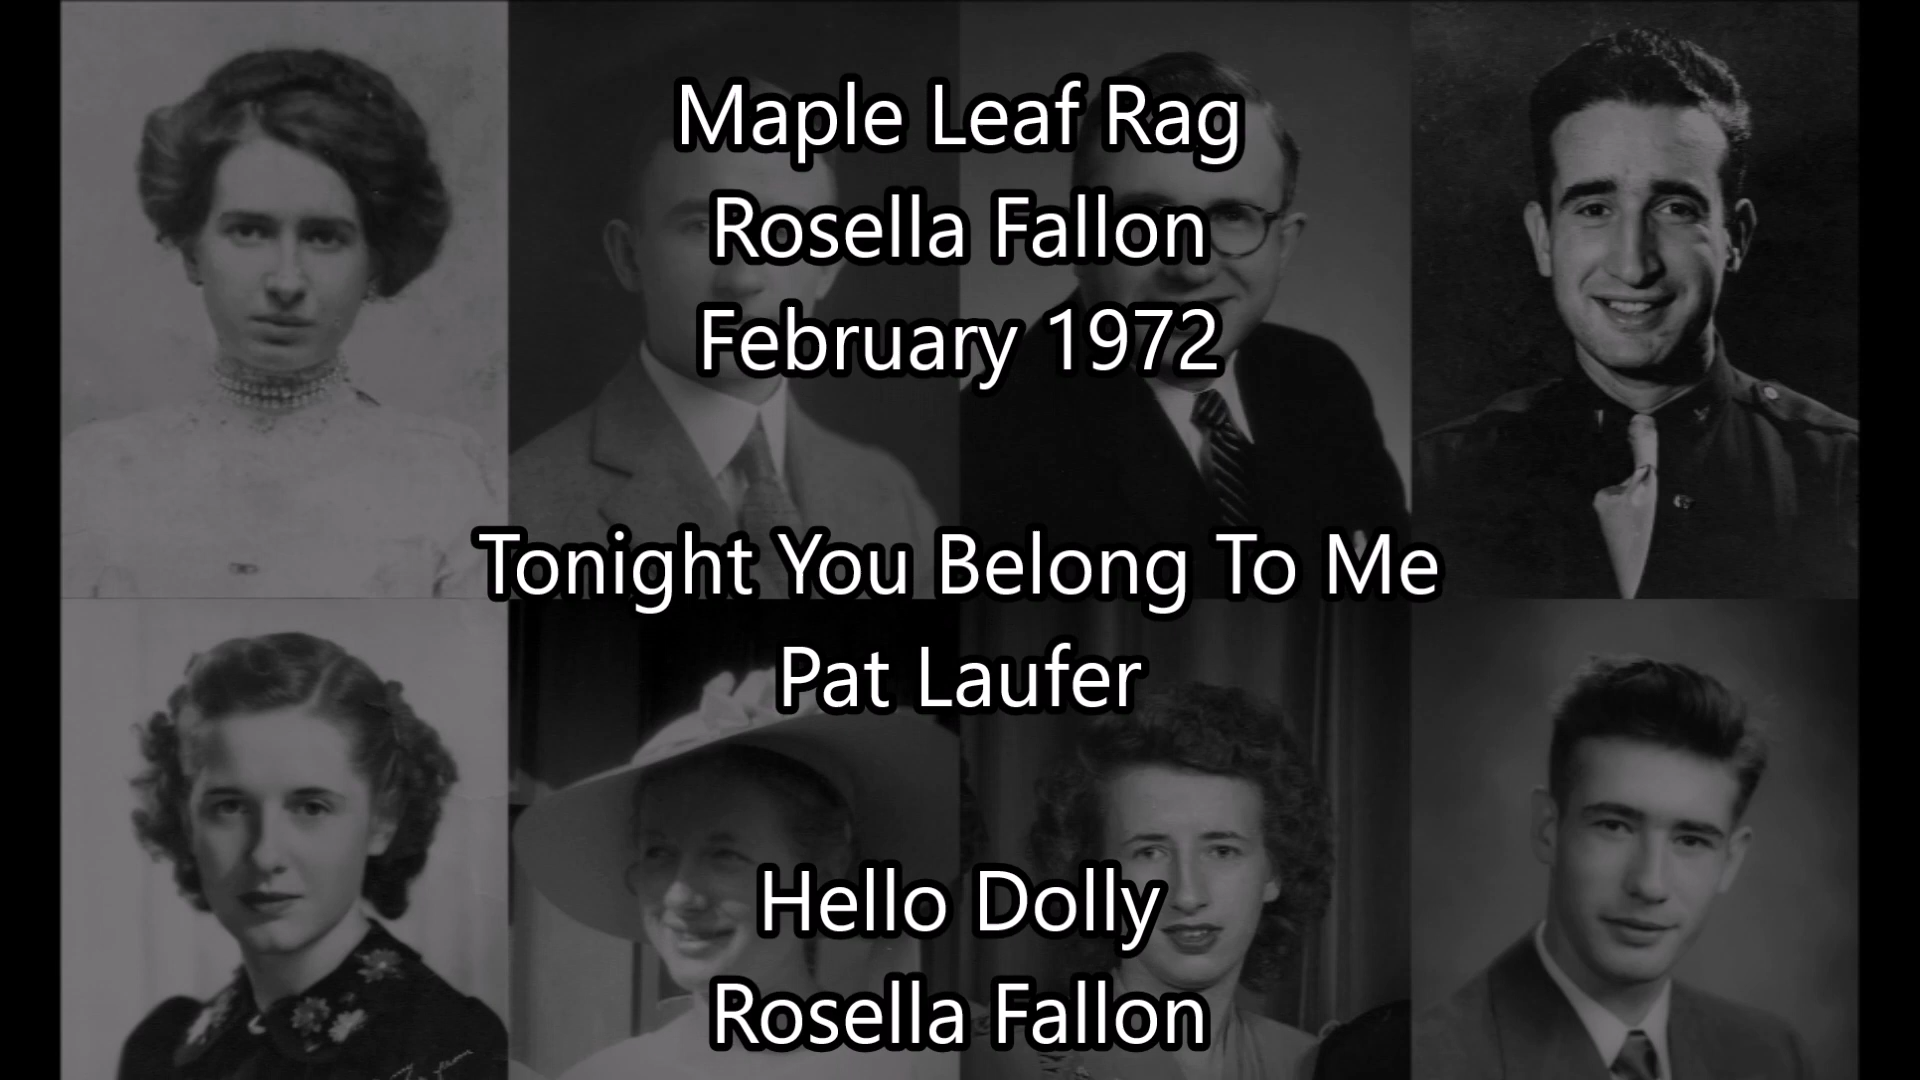 Maple Leaf Rag
Rosella Fallon
February 1972
Tonight You Belong To Me
Pat Laufer
Hello Dolly
Rosella Fallon